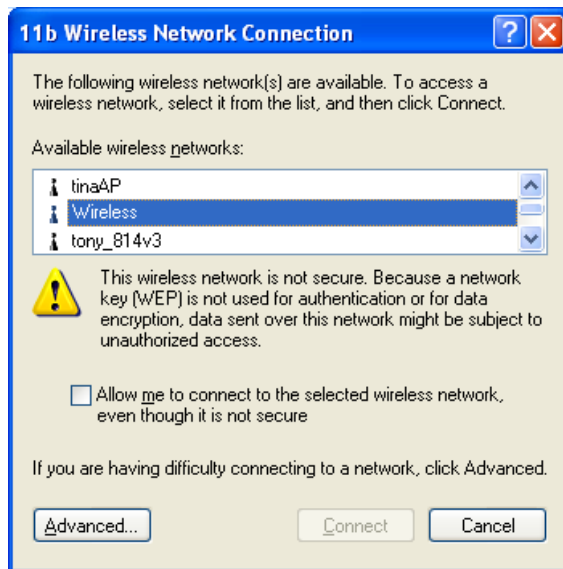 11b Wireless Network Connection
The following wireless network(s) are available. To access a
wireless network, select it from the list, and then click Connect.
Available wireless networks:
tinaAP
Wireless
tony_814v3
This wireless network is not secure. Because a network
key (WEP) is not used for authentication or for data
encryption, data sent over this network might be subject to
unauthorized access.
Allow me to connect to the selected wireless network,
even though it is not secure
If you are having difficulty connecting to a network, click Advanced.
Advanced... Connect Cancel